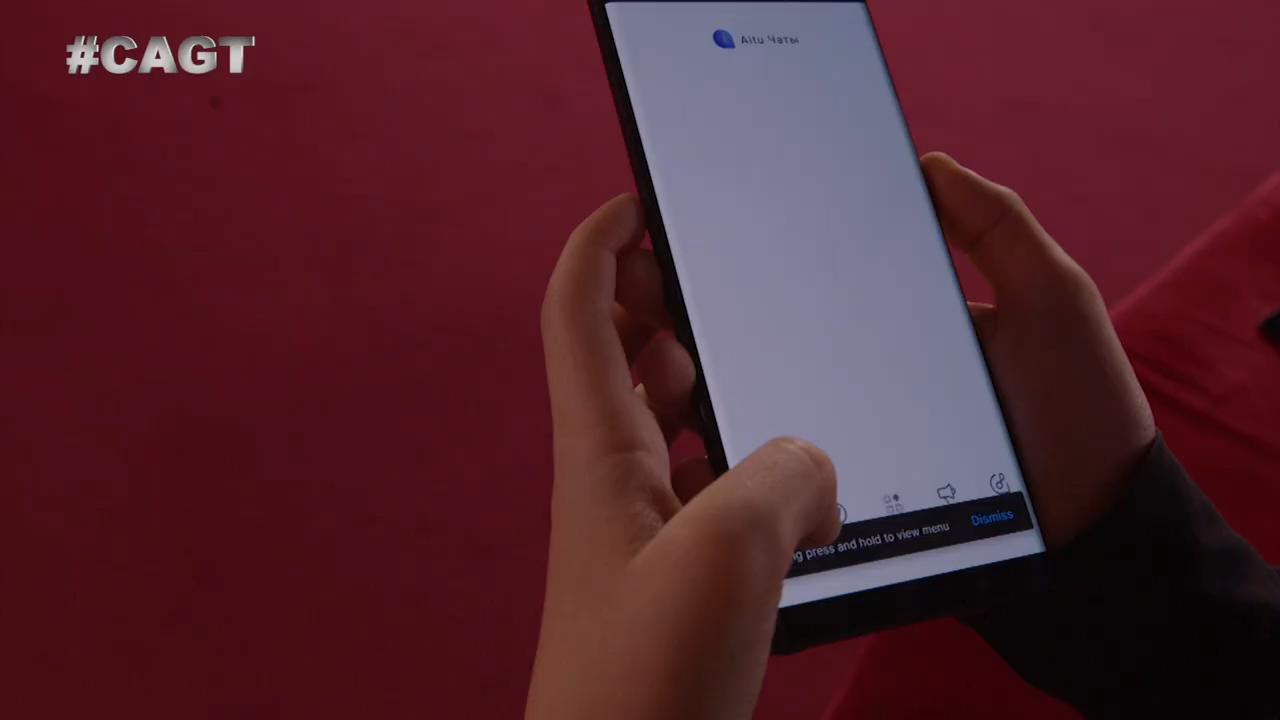 #CAGT
Aitu Чаты
press and hold to view menu
Dismiss